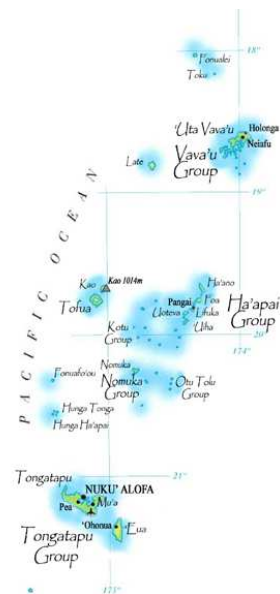 18°
Fonualei
Toku
'Uta Vava'u
Holonga
Neiafu
Vava'u
Group
Late
19°
PACIFIC OCEAN
Kao
Kao 1014m
Tofua
Ha'ano
Foa
Pangai
Lifuka
Uoleva
Uiha
Ha'apai
Group
Kotu
Group
20°
174°
Nomuka
Nomuka
Group
Fonuafo'ou
Otu Tolu
Group
Hunga Tonga
Hunga Ha'apai
21°
Tongatapu
NUKU' ALOFA
Mu'a
Pea
'Ohonua
Eua
Tongatapu
Group
175°